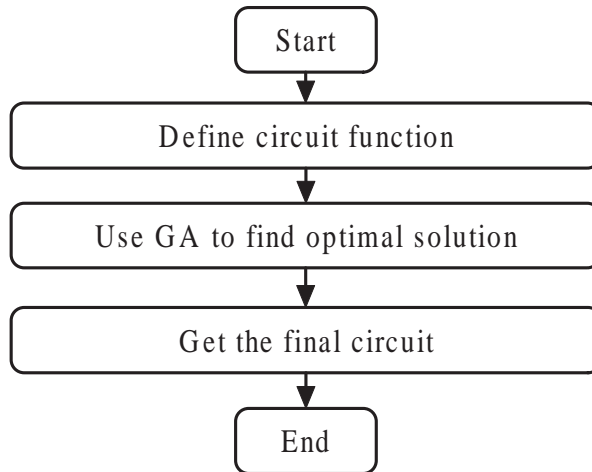 Start
Define circuit function
Use GA to find optimal solution
Get the final circuit
End